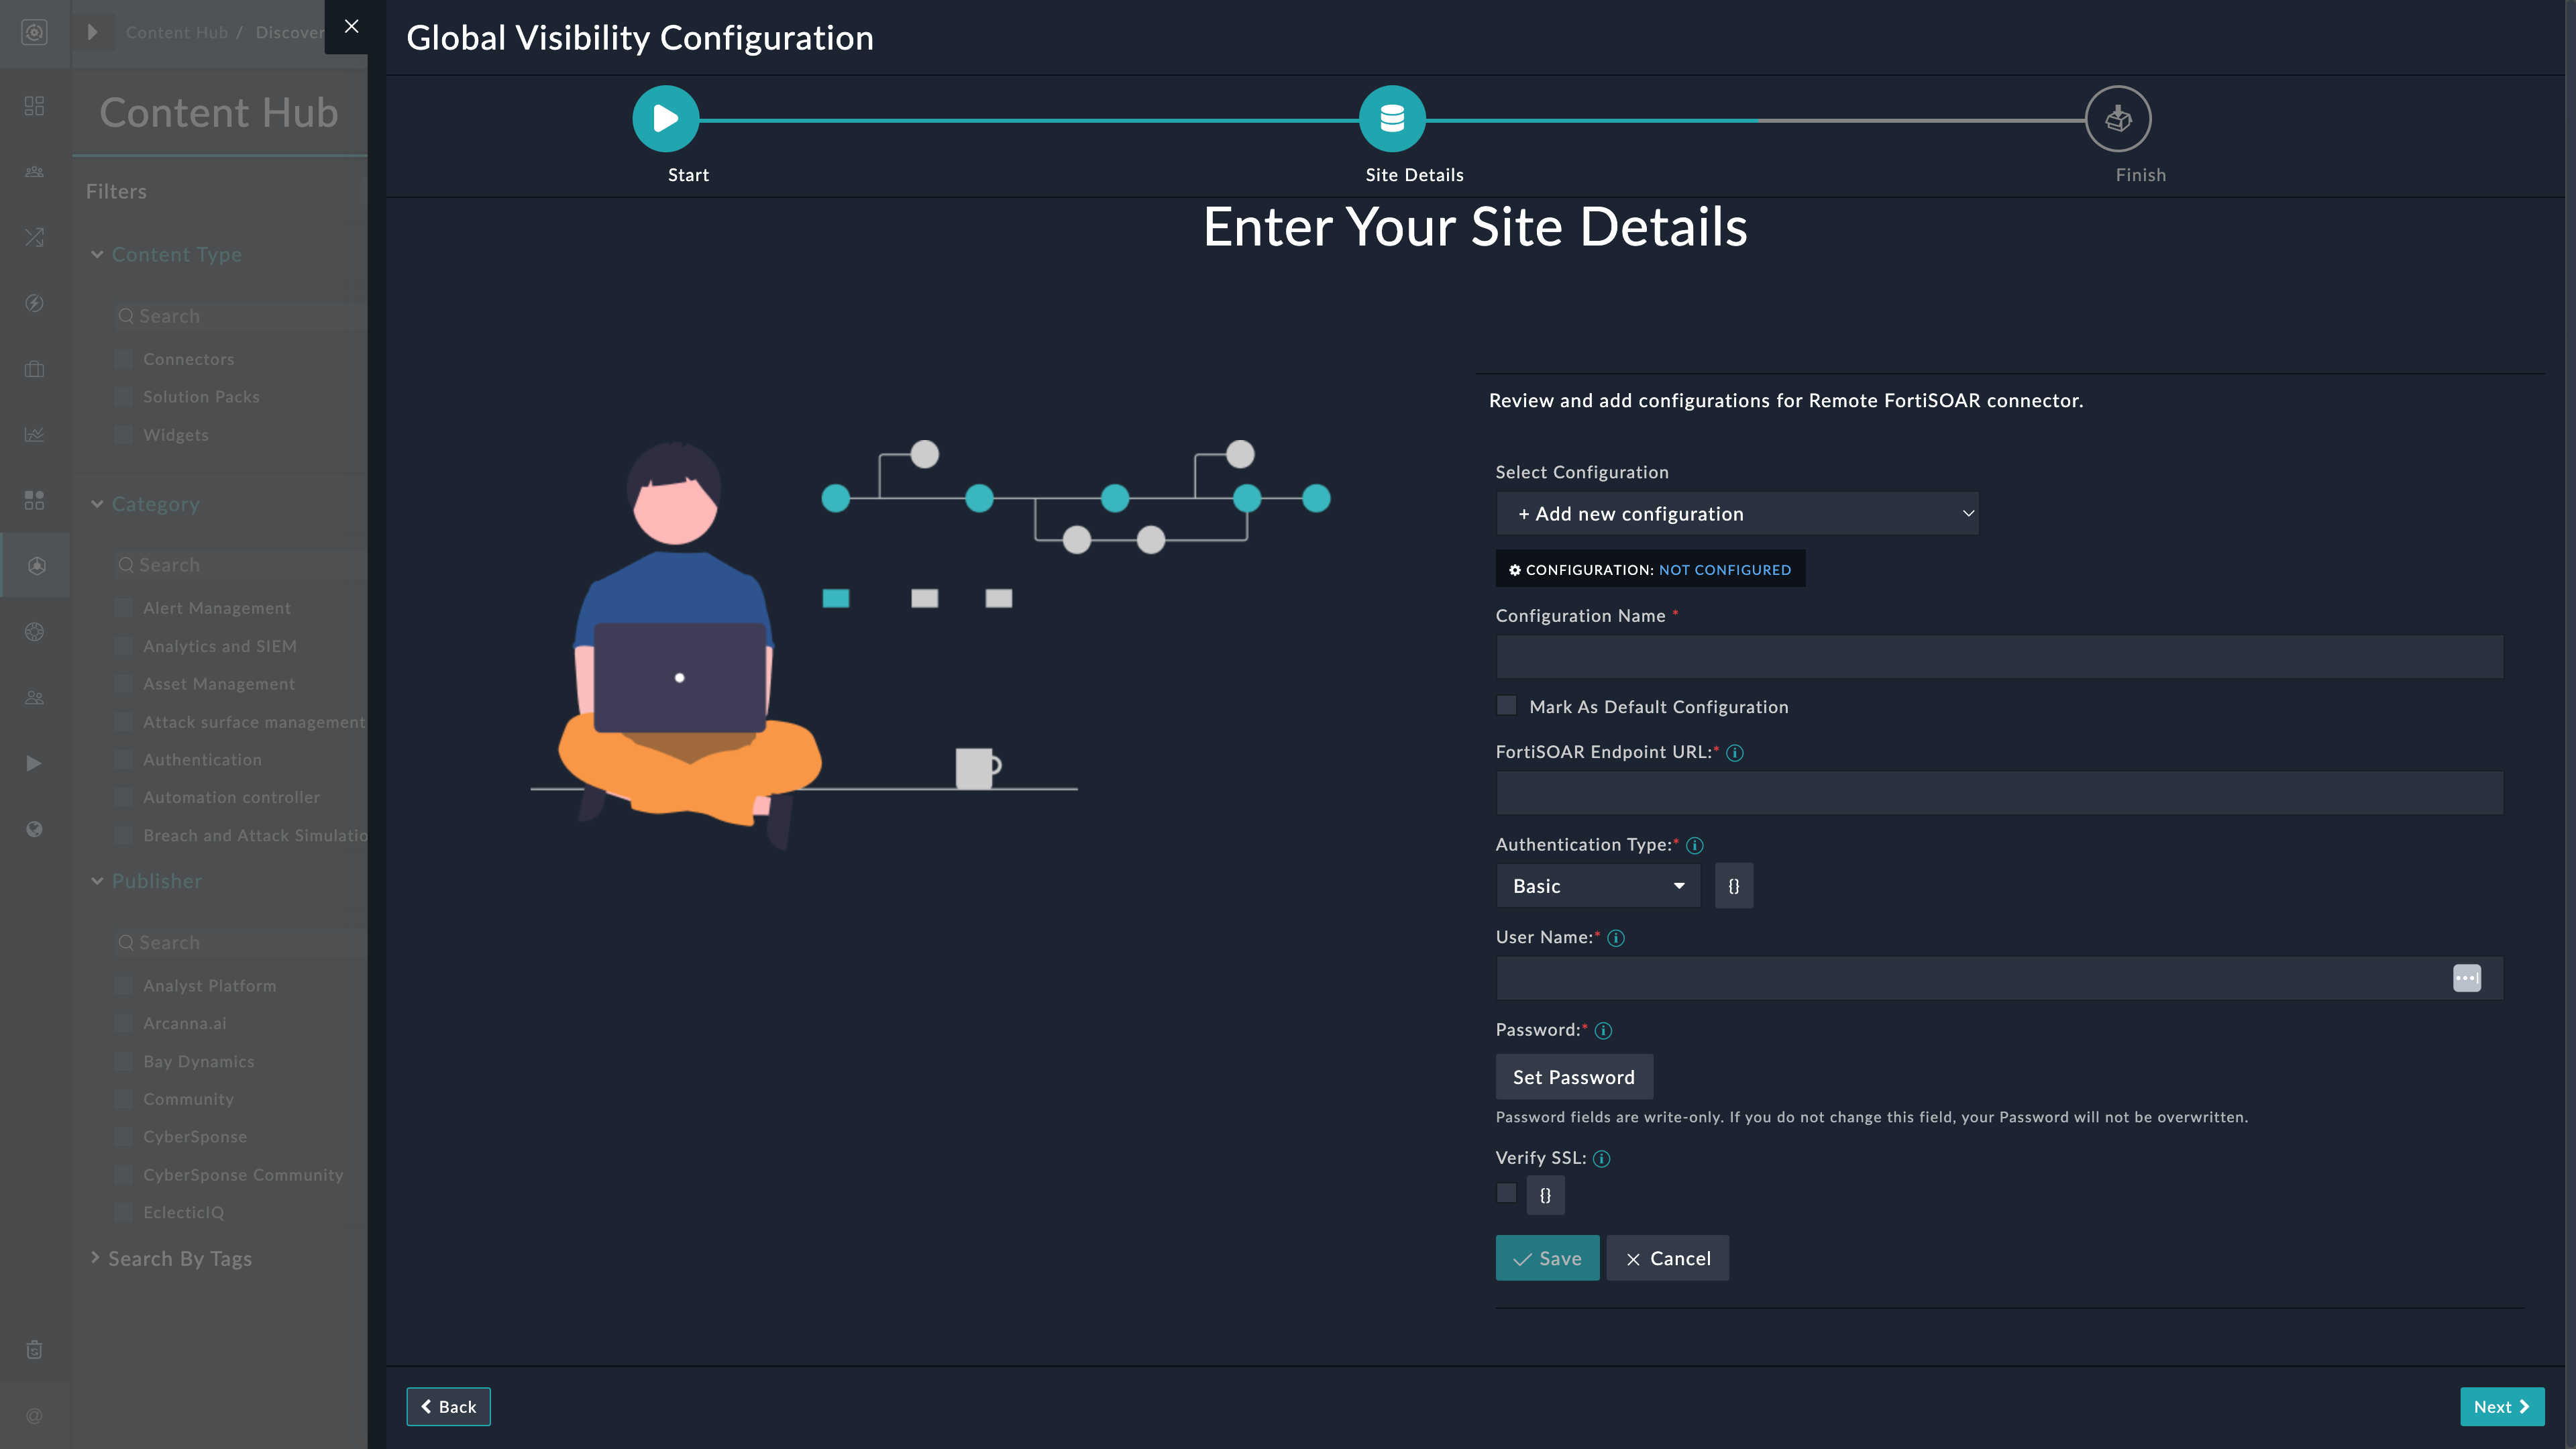 Content Hub / Discover
Global Visibility Configuration
Content Hub
Start
Site Details
Finish
Filters
Enter Your Site Details
Content Type
Search
Connectors
Solution Packs
Widgets
Category
Search
Alert Management
Analytics and SIEM
Asset Management
Attack surface management
Authentication
Automation controller
Breach and Attack Simulatio
Publisher
Search
Analyst Platform
Arcanna.ai
Bay Dynamics
Community
CyberSponse
CyberSponse Community
EclecticIQ
Search By Tags
Review and add configurations for Remote FortiSOAR connector.
Select Configuration
+ Add new configuration
CONFIGURATION: NOT CONFIGURED
Configuration Name *
Mark As Default Configuration
FortiSOAR Endpoint URL:*
Authentication Type:*
Basic
{}
User Name:*
Password:*
Set Password
Password fields are write-only. If you do not change this field, your Password will not be overwritten.
Verify SSL:
{}
Save
Cancel
Back
Next